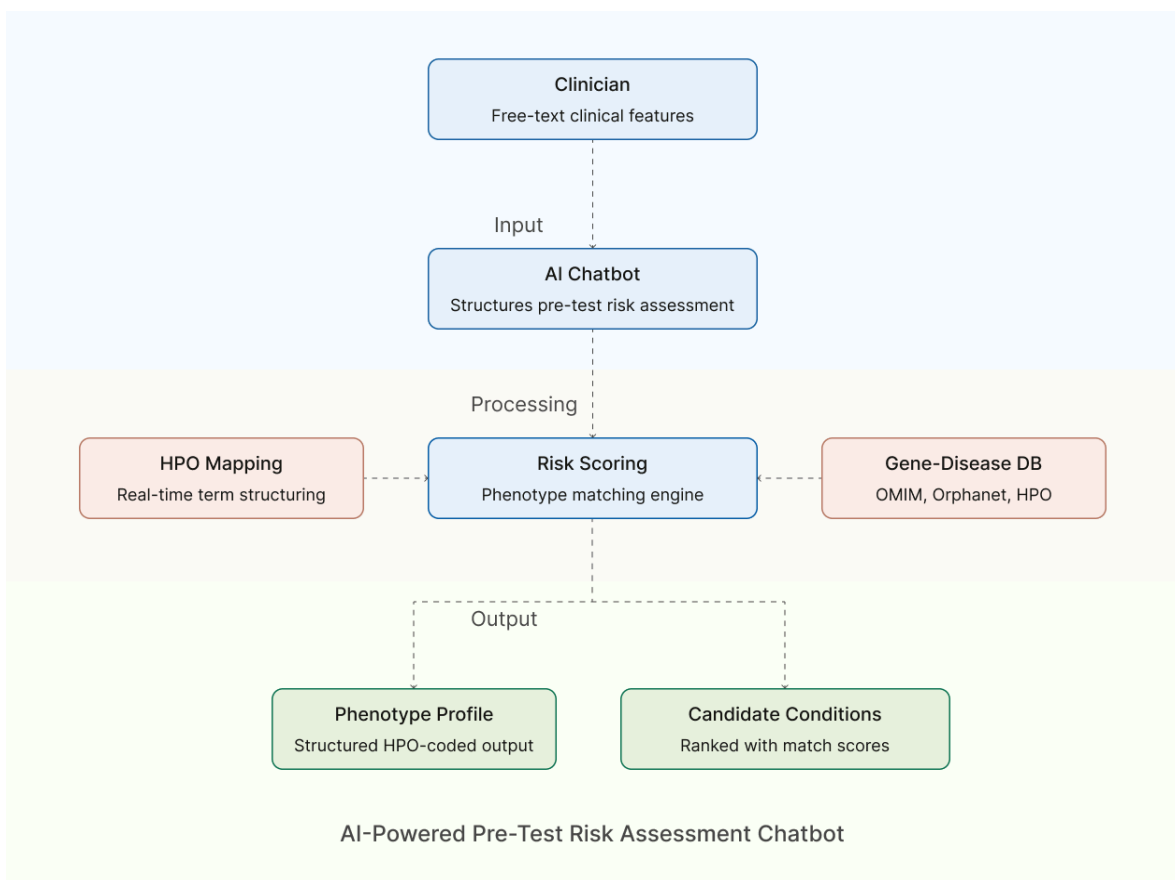 Clinician
Free-text clinical features
Input
AI Chatbot
Structures pre-test risk assessment
Processing
HPO Mapping
Real-time term structuring
Risk Scoring
Phenotype matching engine
Gene-Disease DB
OMIM, Orphanet, HPO
Output
Phenotype Profile
Structured HPO-coded output
Candidate Conditions
Ranked with match scores
AI-Powered Pre-Test Risk Assessment Chatbot